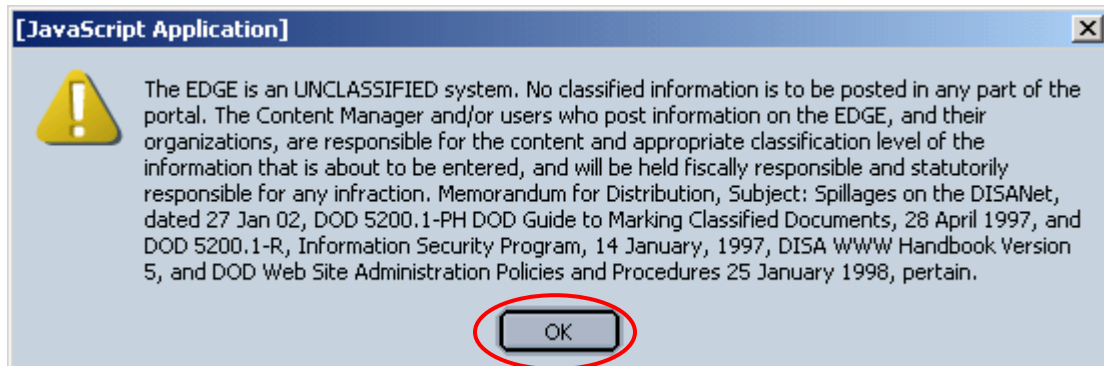 [JavaScript Application]
The EDGE is an UNCLASSIFIED system. No classified information is to be posted in any part of the
portal. The Content Manager and/or users who post information on the EDGE, and their
organizations, are responsible for the content and appropriate classification level of the
information that is about to be entered, and will be held fiscally responsible and statutorily
responsible for any infraction. Memorandum for Distribution, Subject: Spillages on the DISANet,
dated 27 Jan 02, DOD 5200.1-PH DOD Guide to Marking Classified Documents, 28 April 1997, and
DOD 5200.1-R, Information Security Program, 14 January, 1997, DISA WWW Handbook Version
5, and DOD Web Site Administration Policies and Procedures 25 January 1998, pertain.
OK